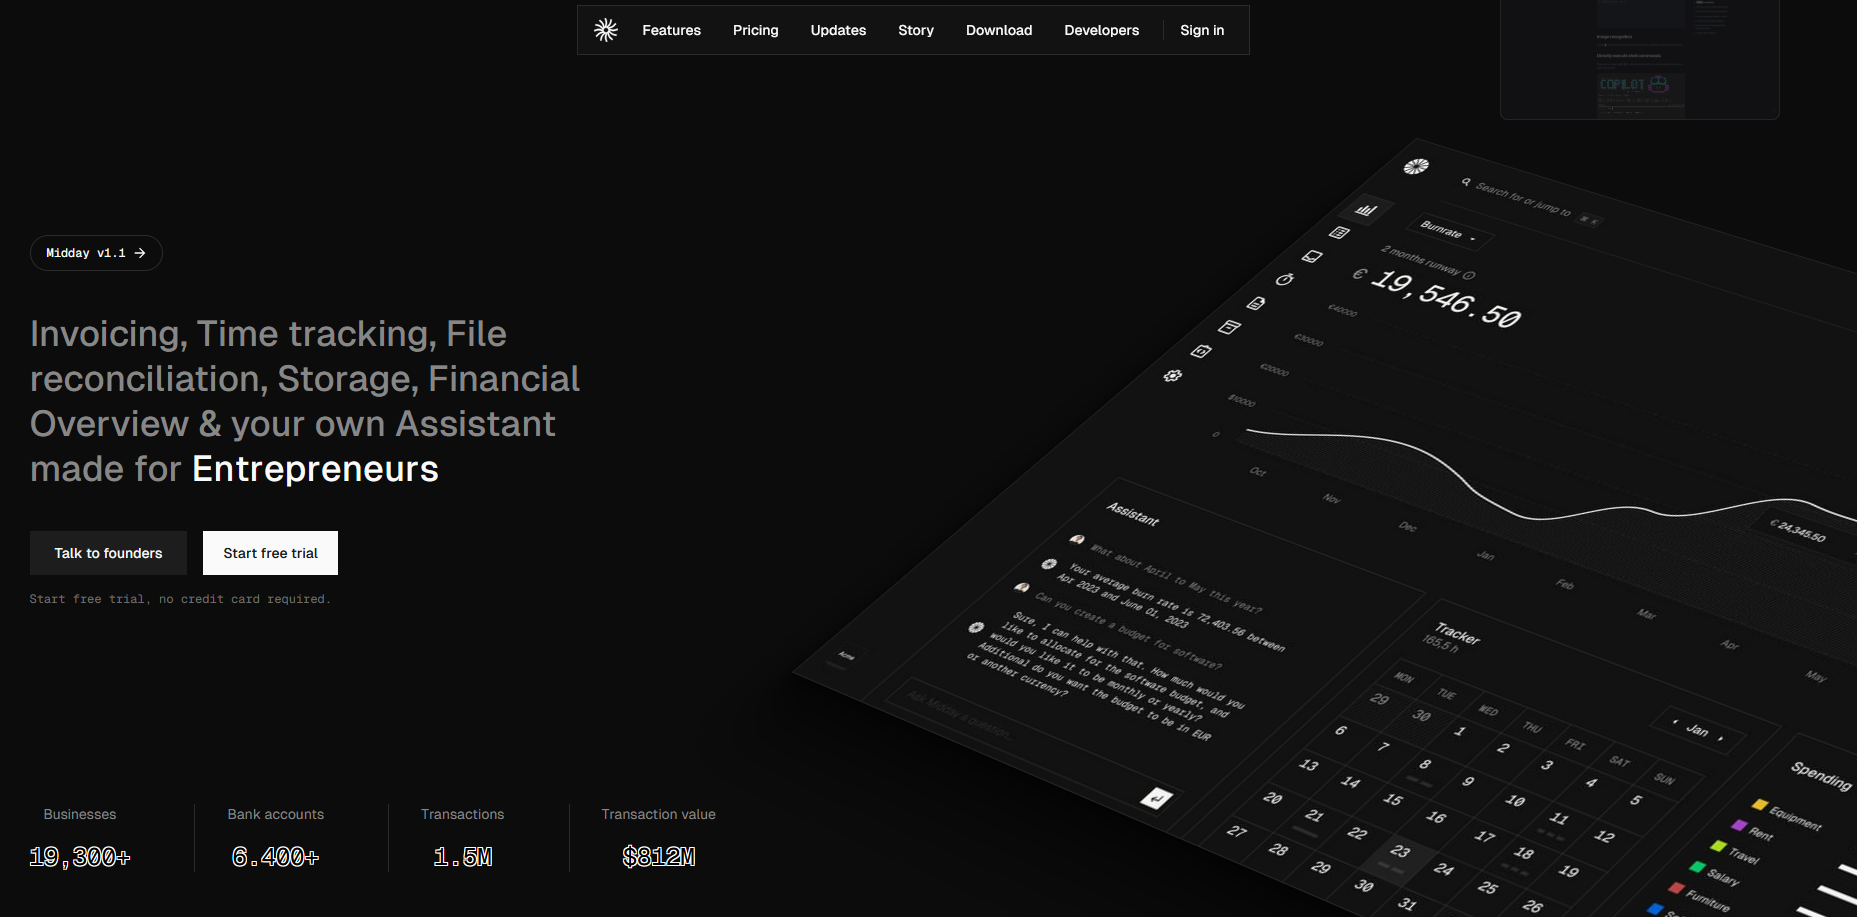 Features Pricing Updates Story Download Developers Sign in
COPILOT
Search for or jump to ⌘ K
Burnrate
2 months runway
€ 19,546.50
€40000
€30000
€20000
$10000
0
Oct Nov Dec Jan Feb Mar Apr May
€ 24,345.50
Midday v1.1 →
Invoicing, Time tracking, File
reconciliation, Storage, Financial
Overview & your own Assistant
made for Entrepreneurs
Talk to founders
Start free trial
Start free trial, no credit card required.
Businesses
19,300+
Bank accounts
6.400+
Transactions
1.5M
Transaction value
$812M
Acme
Assistant
What about April to May this year?
Your average burn rate is 72,403.56 between
Apr 2023 and June 01, 2023
Can you create a budget for software?
Sure, I can help with that. How much would you
like to allocate for the software budget, and
would you like it to be monthly or yearly?
Additional do you want the budget to be in EUR
or another currency?
Ask Midday a question...
Tracker
165,5 h
Jan
MON TUE WED THU FRI SAT SUN
29 30 1 2 3 4 5
6 7 8 9 10 11 12
13 14 15 16 17 18 19
20 21 22 23 24 25 26
27 28 29 30 31
Spending
Equipment
Rent
Travel
Salary
Furniture